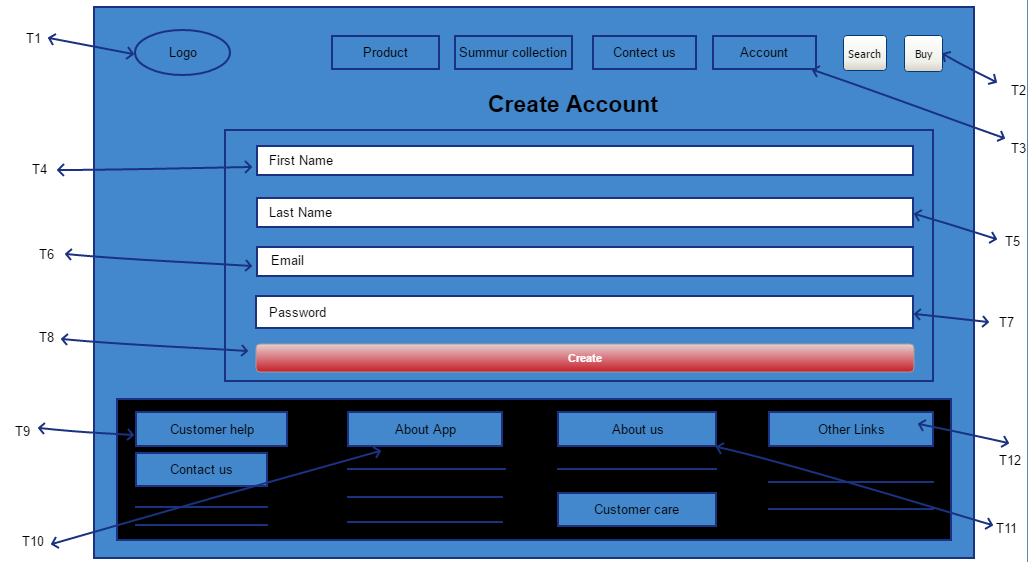 T1
Logo
Product
Summur collection
Contect us
Account
Search
Buy
T2
Create Account
T3
First Name
T4
Last Name
T5
Email
T6
Password
T7
T8
Create
T9
Customer help
About App
About us
Other Links
T12
Contact us
Customer care
T10
T11